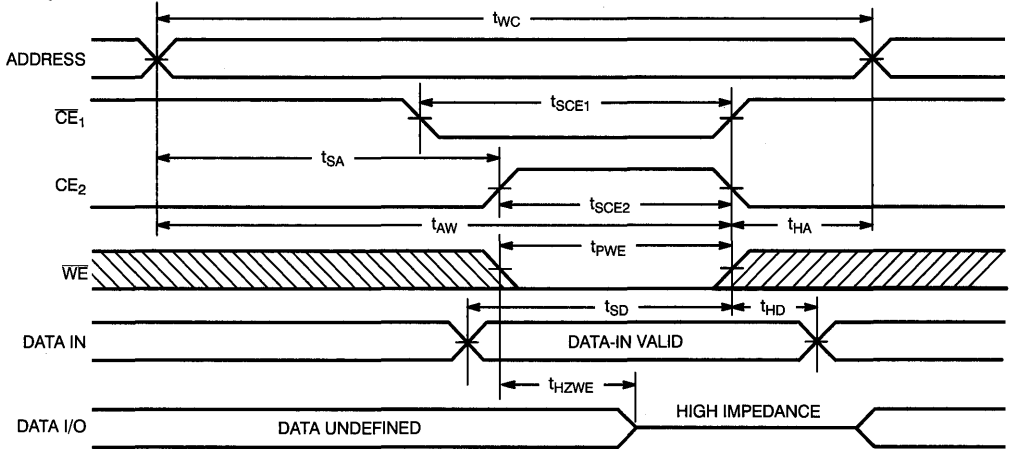 tWC
ADDRESS
CE1
tSCE1
tSA
CE2
tSCE2
tAW
tHA
tPWE
WE
tSD
tHD
DATA IN
DATA-IN VALID
tHZWE
HIGH IMPEDANCE
DATA I/O
DATA UNDEFINED